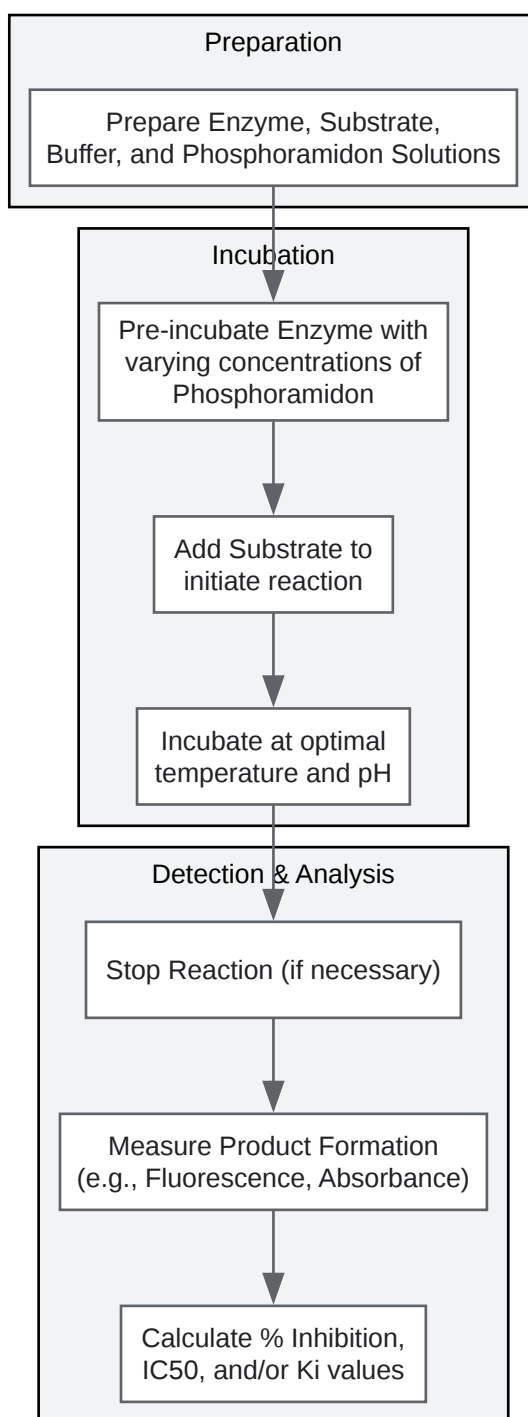 Preparation
Prepare Enzyme, Substrate,
Buffer, and Phosphoramidon Solutions
Incubation
Pre-incubate Enzyme with
varying concentrations of
Phosphoramidon
Add Substrate to
initiate reaction
Incubate at optimal
temperature and pH
Detection & Analysis
Stop Reaction (if necessary)
Measure Product Formation
(e.g., Fluorescence, Absorbance)
Calculate % Inhibition,
IC50, and/or Ki values